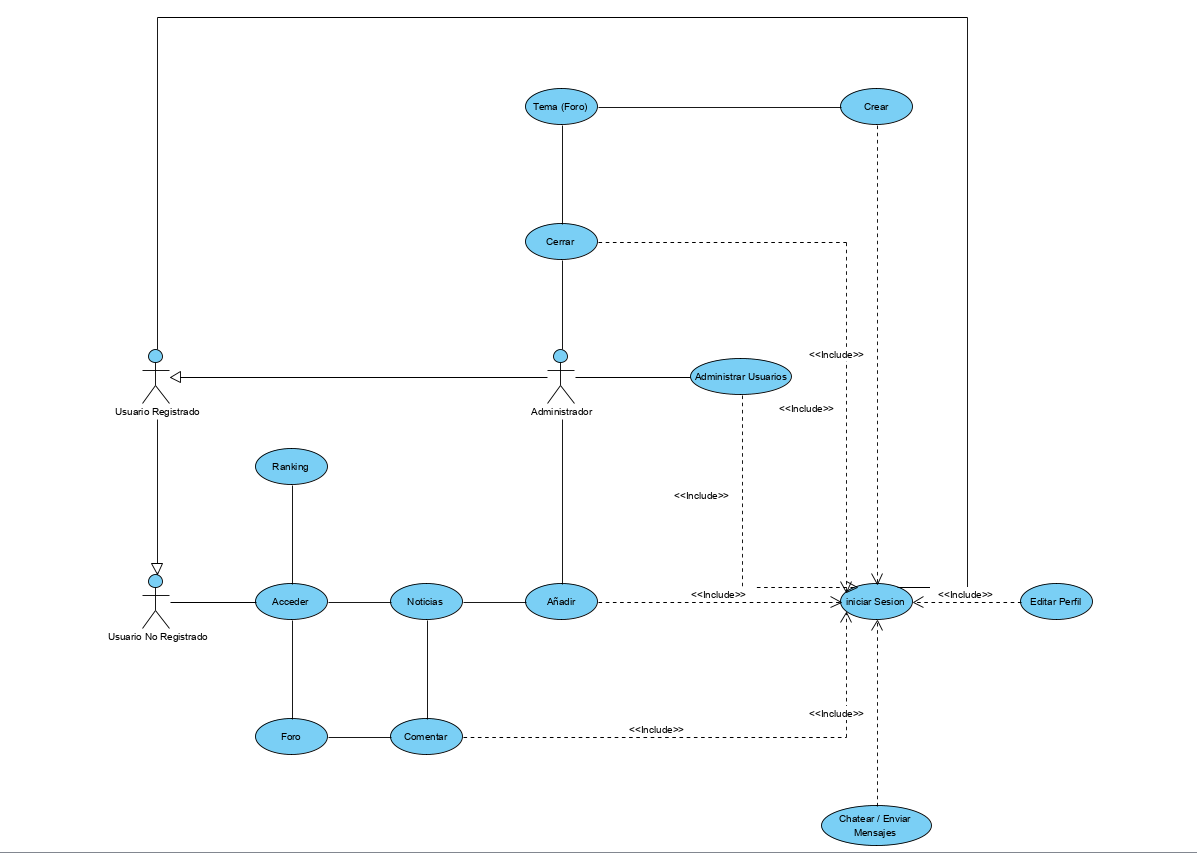 Tema (Foro)
Crear
Cerrar
<<Include>>
Administrar Usuarios
<<Include>>
Usuario Registrado
Administrador
Ranking
<<Include>>
Acceder
Noticias
Añadir
<<Include>>
iniciar Sesion
<<Include>>
Editar Perfil
Usuario No Registrado
<<Include>>
Foro
Comentar
<<Include>>
Chatear / Enviar
Mensajes